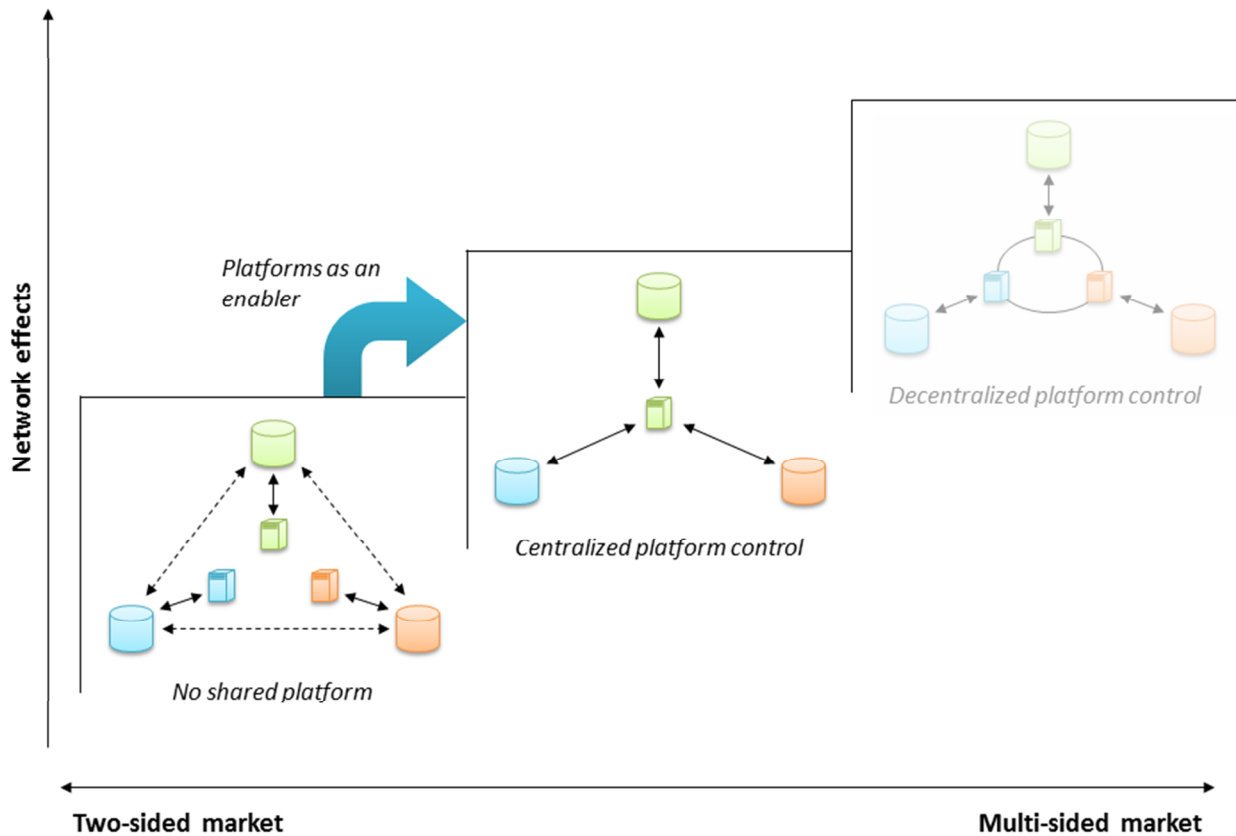 Network effects
Platforms as an
enabler
Decentralized platform control
Centralized platform control
No shared platform
Two-sided market
Multi-sided market